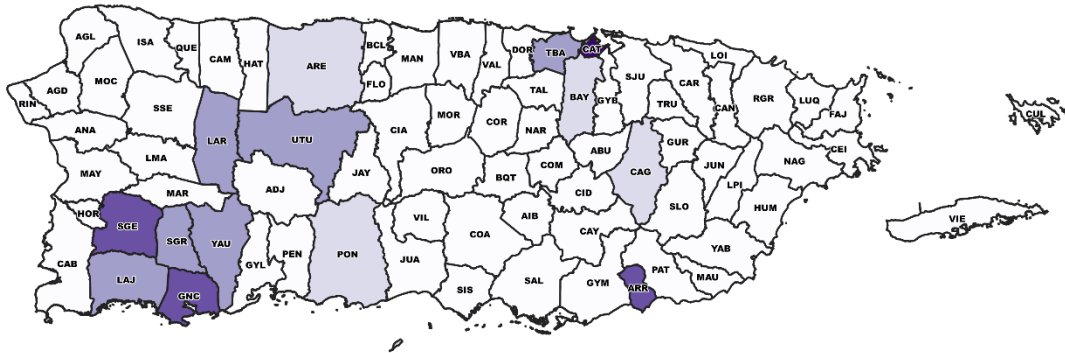 AGL
ISA
QUE
CAM
HAT
ARE
BCL
FLO
MAN
VBA
VAL
DOR
TBA
CAT
SJU
LOI
CAR
CAN
RGR
LUQ
FAJ
CUL
RIN
AGD
MOC
SSE
LAR
UTU
CIA
MOR
COR
TAL
NAR
BAY
GYB
TRU
GUR
CEI
ANA
LMA
MAY
MAR
ADJ
JAY
ORO
BQT
COM
ABU
CID
CAG
JUN
LPI
NAG
HUM
HOR
SGE
SGR
YAU
CAB
LAJ
GNC
GYL
PEN
PON
VIL
JUA
COA
AIB
CAY
SLO
YAB
SIS
SAL
GYM
ARR
PAT
MAU
VIE